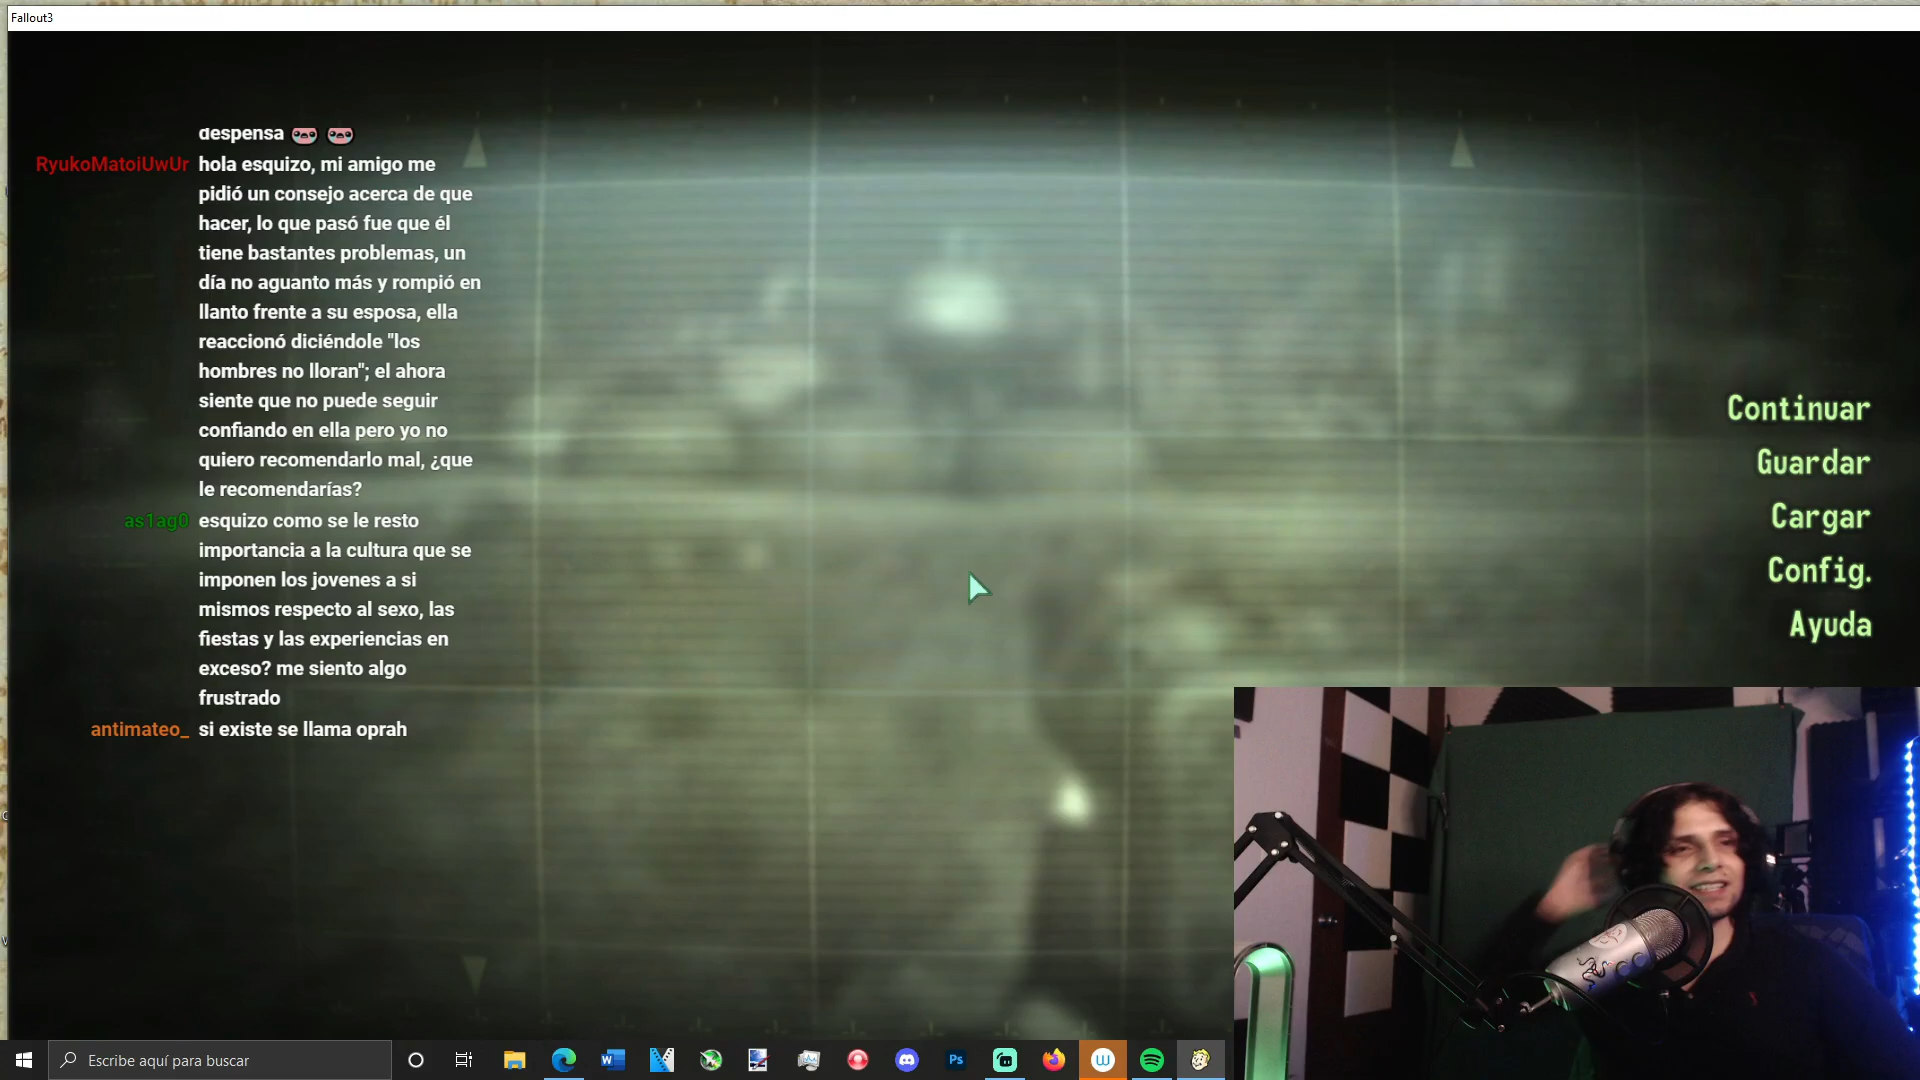 Fallout3
despensa
RyukoMatoiUwUr hola esquizo, mi amigo me
pidió un consejo acerca de que
hacer, lo que pasó fue que él
tiene bastantes problemas, un
día no aguanto más y rompió en
llanto frente a su esposa, ella
reaccionó diciéndole "los
hombres no lloran"; el ahora
siente que no puede seguir
confiando en ella pero yo no
quiero recomendarlo mal, ¿que
le recomendarías?
as1ag0 esquizo como se le resto
importancia a la cultura que se
imponen los jovenes a si
mismos respecto al sexo, las
fiestas y las experiencias en
exceso? me siento algo
frustrado
antimateo_ si existe se llama oprah
Continuar
Guardar
Cargar
Config.
Ayuda
Escribe aquí para buscar